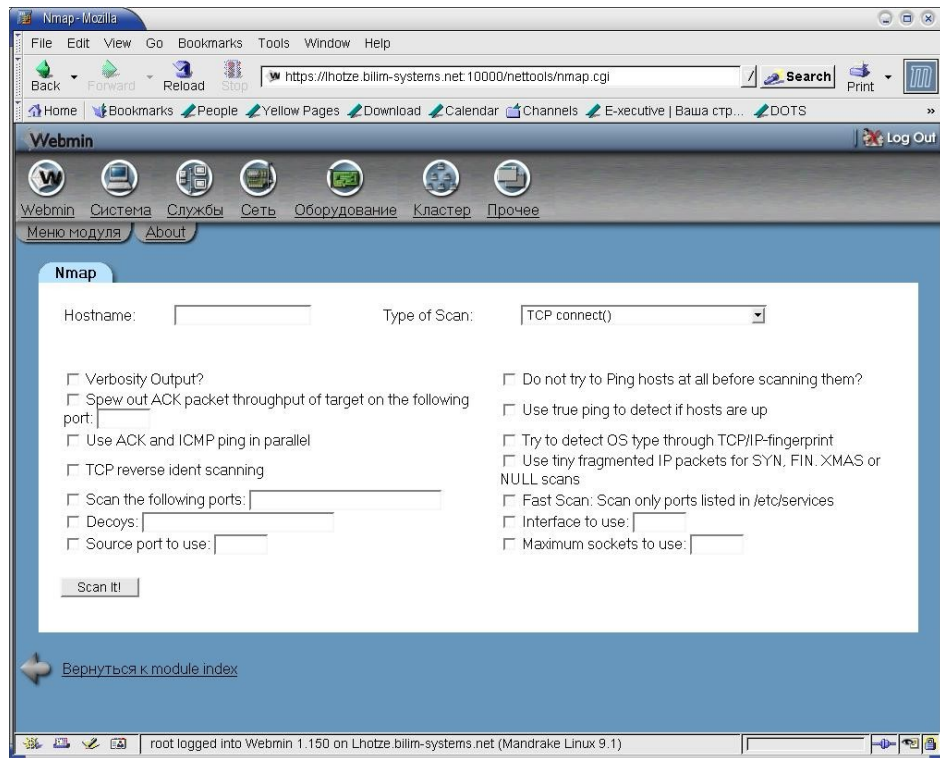 Nmap - Mozilla
File Edit View Go Bookmarks Tools Window Help
Back Forward Reload Stop https://lhotze.bilim-systems.net:10000/nettools/nmap.cgi Search Print
Home Bookmarks People Yellow Pages Download Calendar Channels E-xecutive | Ваша стр... DOTS »
Webmin Log Out
Webmin Система Службы Сеть Оборудование Кластер Прочее
Меню модуля About
Nmap
Hostname: Type of Scan: TCP connect()
Verbosity Output? Do not try to Ping hosts at all before scanning them?
Spew out ACK packet throughput of target on the following
port: Use true ping to detect if hosts are up
Use ACK and ICMP ping in parallel Try to detect OS type through TCP/IP-fingerprint
TCP reverse ident scanning Use tiny fragmented IP packets for SYN, FIN. XMAS or
NULL scans
Scan the following ports: Fast Scan: Scan only ports listed in /etc/services
Decoys: Interface to use:
Source port to use: Maximum sockets to use:
Scan It!
Вернуться к module index
root logged into Webmin 1.150 on Lhotze.bilim-systems.net (Mandrake Linux 9.1)